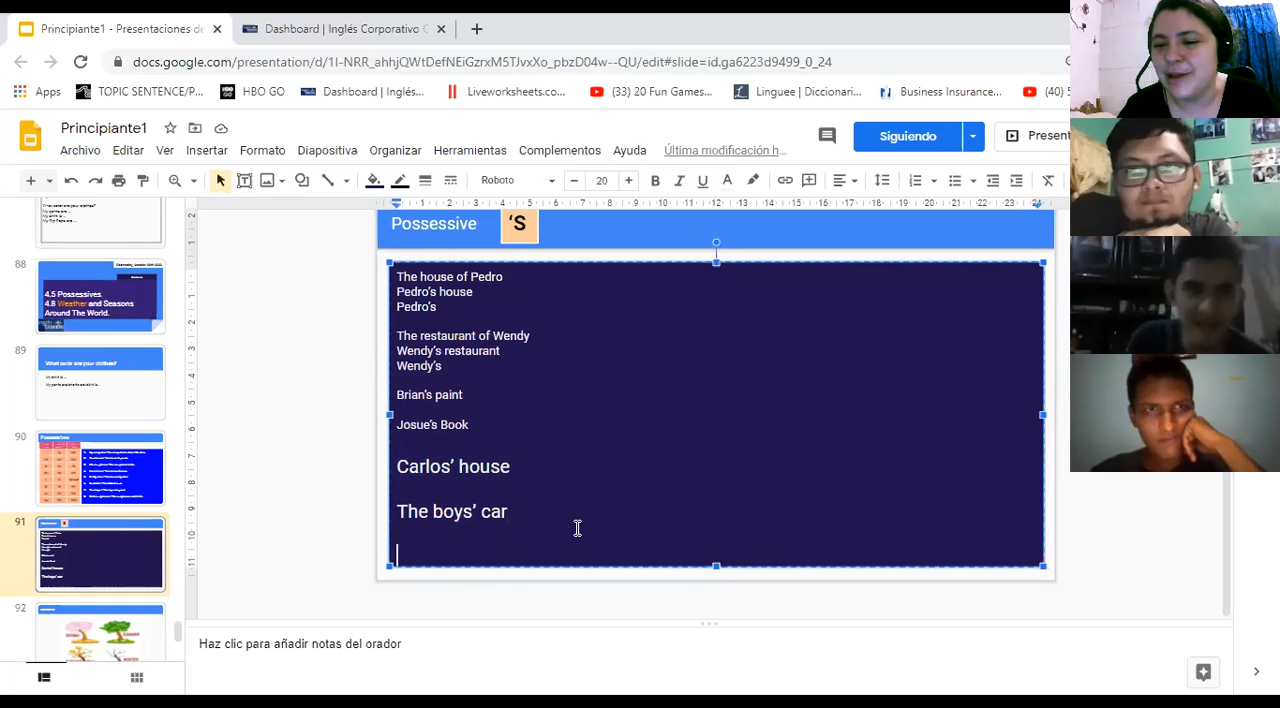 Principiante1 - Presentaciones de
Dashboard | Inglés Corporativo
docs.google.com/presentation/d/1I-NRR_ahhjQWtDefNEiGzrxM5TJvxXo_pbzD04w--QU/edit#slide=id.ga6223d9499_0_24
Apps
TOPIC SENTENCE/P...
HBO GO
Dashboard | Inglés...
Liveworksheets.co...
(33) 20 Fun Games...
Linguee | Diccionari...
Business Insurance...
(40)
Principiante1
Siguiendo
Present
Archivo Editar Ver Insertar Formato Diapositiva Organizar Herramientas Complementos Ayuda Última modificación h...
Roboto
20
Possessive 'S
The house of Pedro
Pedro's house
Pedro's
The restaurant of Wendy
Wendy's restaurant
Wendy's
Brian's paint
Josue's Book
Carlos' house
The boys' car
88
4.5 Possessives
4.8 Weather and Seasons
Around The World.
89
What color are your clothes?
90
Possessives
91
92
Haz clic para añadir notas del orador